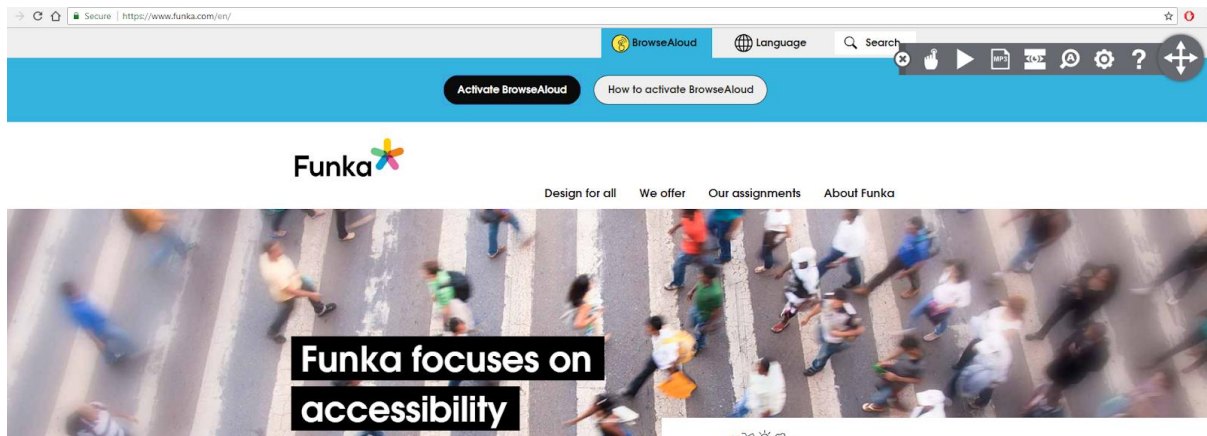 Secure | https://www.funka.com/en/
BrowseAloud Language Search
MP3 A ?
Activate BrowseAloud How to activate BrowseAloud
Funka
Design for all We offer Our assignments About Funka
Funka focuses on
accessibility